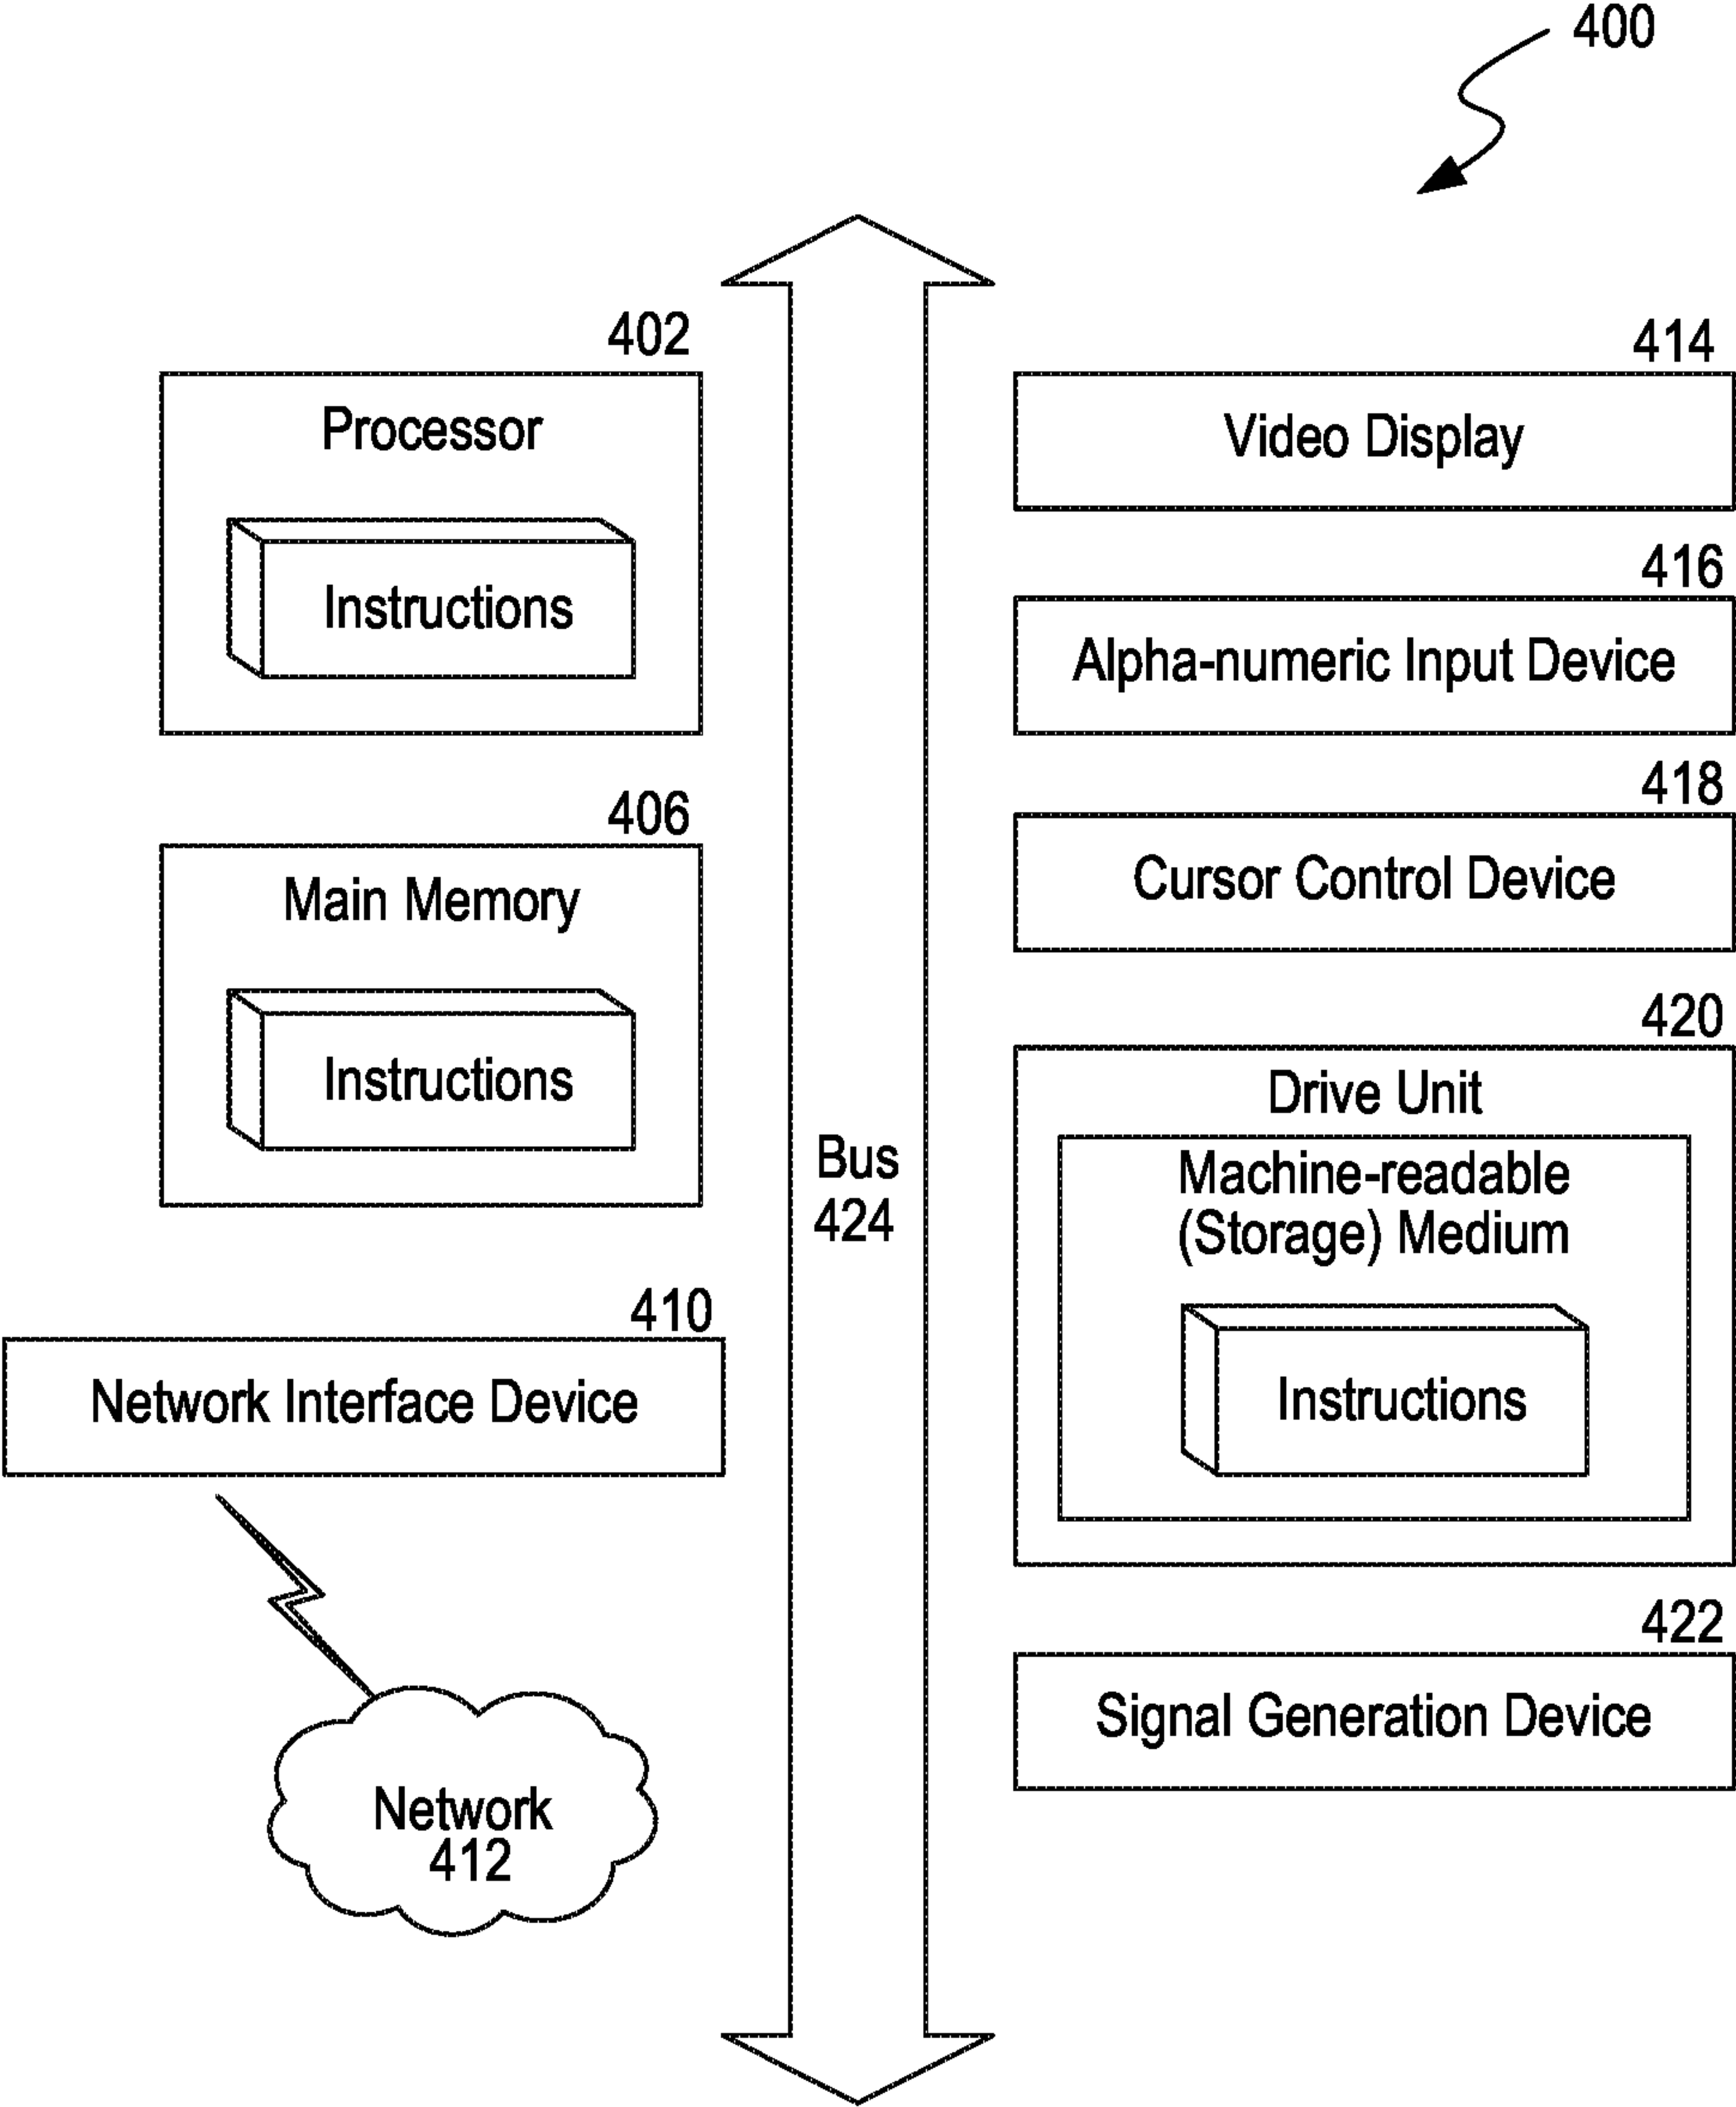 400
402
Processor
Instructions
406
Main Memory
Instructions
410
Network Interface Device
Network
412
Bus
424
414
Video Display
416
Alpha-numeric Input Device
418
Cursor Control Device
420
Drive Unit
Machine-readable
(Storage) Medium
Instructions
422
Signal Generation Device